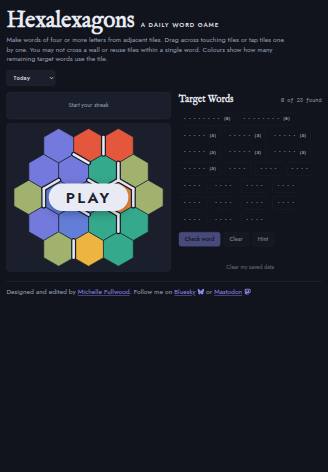 Hexalexagons A DAILY WORD GAME
Make words of four or more letters from adjacent tiles. Drag across touching tiles or tap tiles one
by one. You may not cross a wall or reuse tiles within a single word. Colours show how many
remaining target words use the tile.
Today
Start your streak
PLAY
Target Words
0 of 25 found
Check word
Clear
Hint
Clear my saved data
Designed and edited by Michelle Fullwood. Follow me on Bluesky or Mastodon